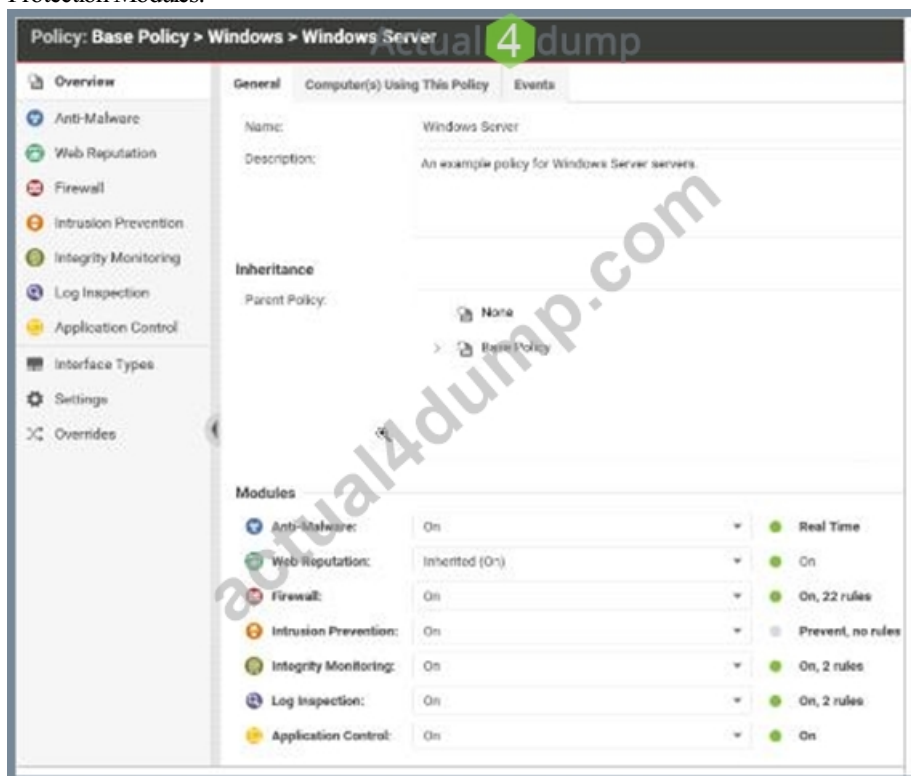 Protection Modules.
Policy: Base Policy > Windows > Windows Server
Actual4dump
Overview
Anti-Malware
Web Reputation
Firewall
Intrusion Prevention
Integrity Monitoring
Log Inspection
Application Control
Interface Types
Settings
Overrides
General Computer(s) Using This Policy Events
Name: Windows Server
Description: An example policy for Windows Server servers.
Inheritance
Parent Policy:
None
> Base Policy
Modules
Anti-Malware: On Real Time
Web Reputation: Inherited (On) On
Firewall: On On, 22 rules
Intrusion Prevention: On Prevent, no rules
Integrity Monitoring: On On, 2 rules
Log Inspection: On On, 2 rules
Application Control: On On
actual4dump.com